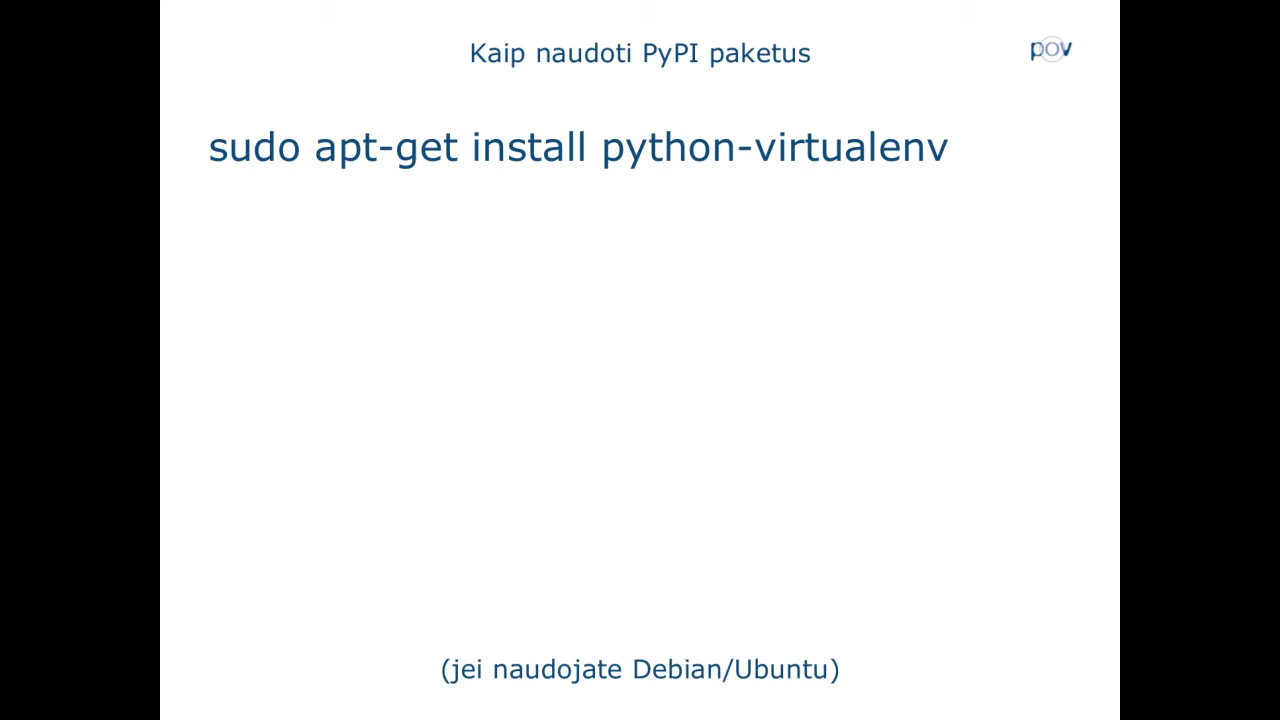 Kaip naudoti PyPI paketus
pov
sudo apt-get install python-virtualenv
(jei naudojate Debian/Ubuntu)